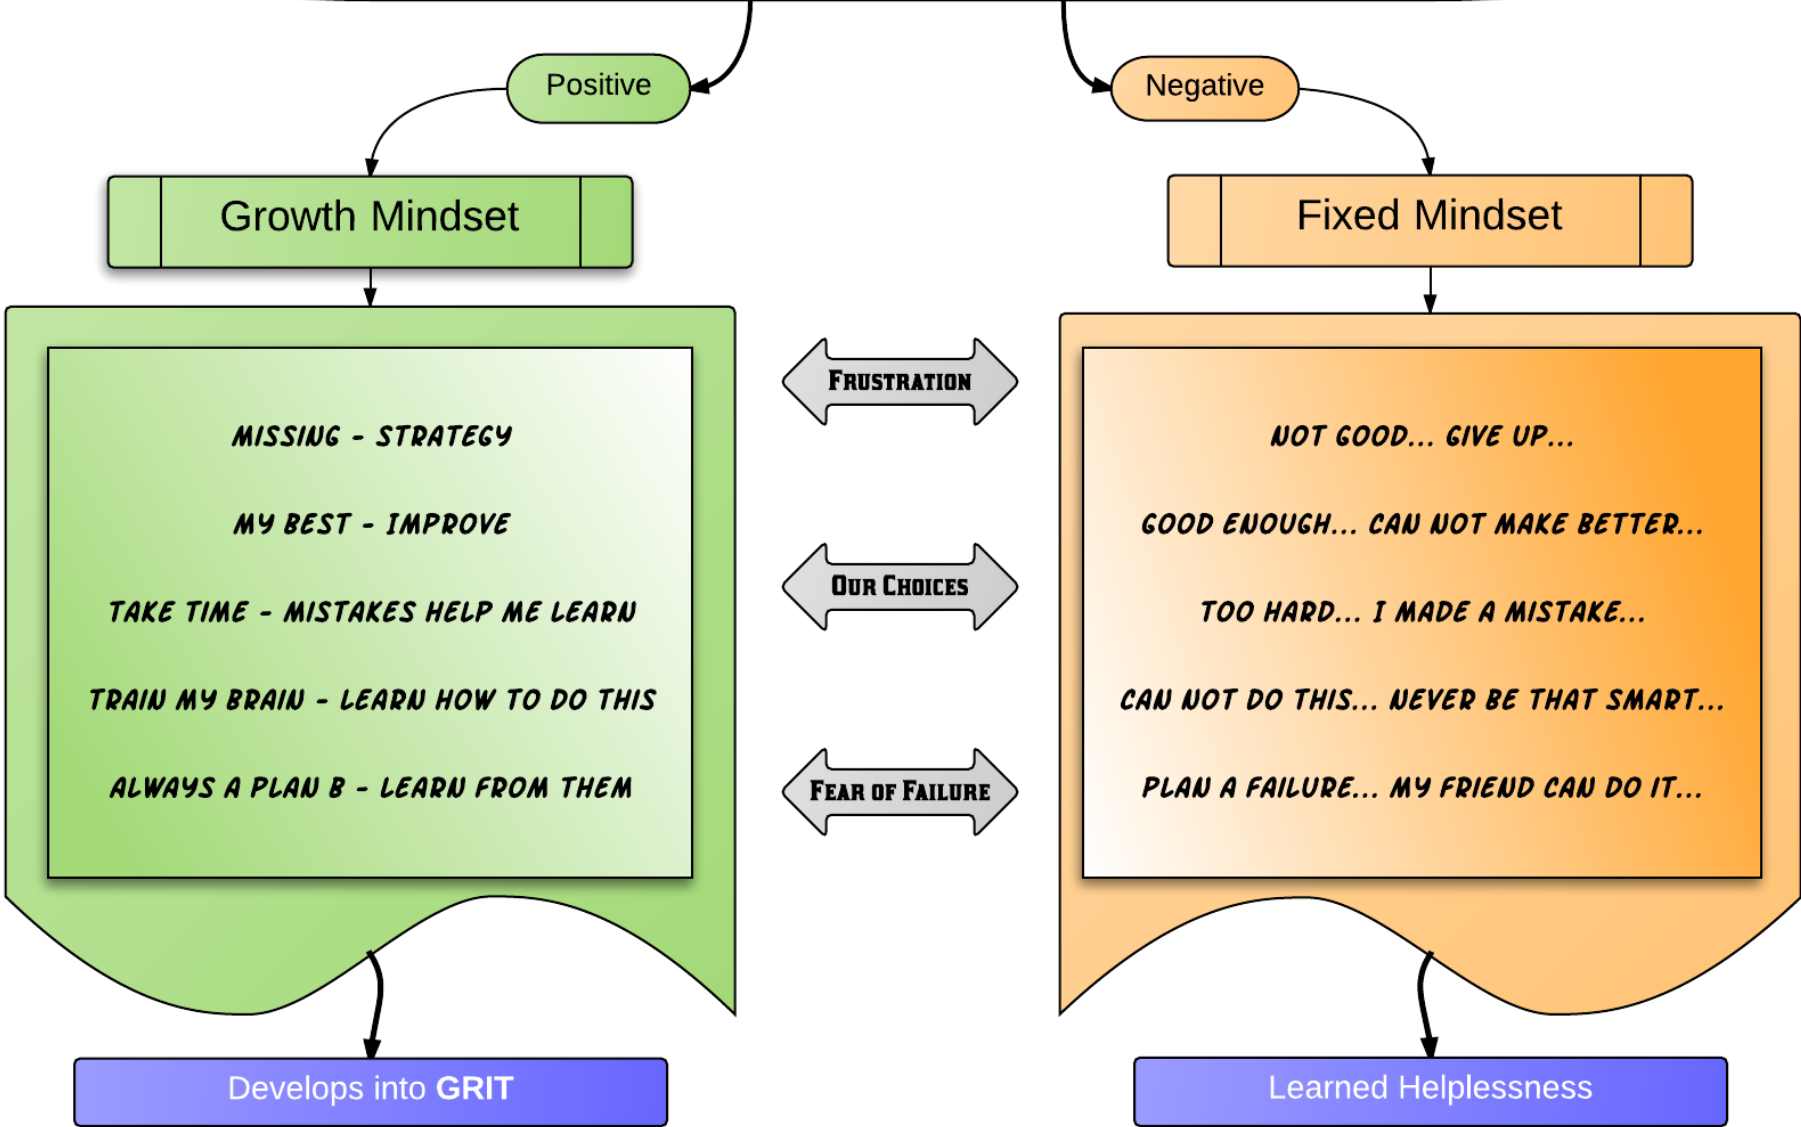 Positive
Negative
Growth Mindset
Fixed Mindset
MISSING - STRATEGY
MY BEST - IMPROVE
TAKE TIME - MISTAKES HELP ME LEARN
TRAIN MY BRAIN - LEARN HOW TO DO THIS
ALWAYS A PLAN B - LEARN FROM THEM
FRUSTRATION
OUR CHOICES
FEAR OF FAILURE
NOT GOOD... GIVE UP...
GOOD ENOUGH... CAN NOT MAKE BETTER...
TOO HARD... I MADE A MISTAKE...
CAN NOT DO THIS... NEVER BE THAT SMART...
PLAN A FAILURE... MY FRIEND CAN DO IT...
Develops into GRIT
Learned Helplessness